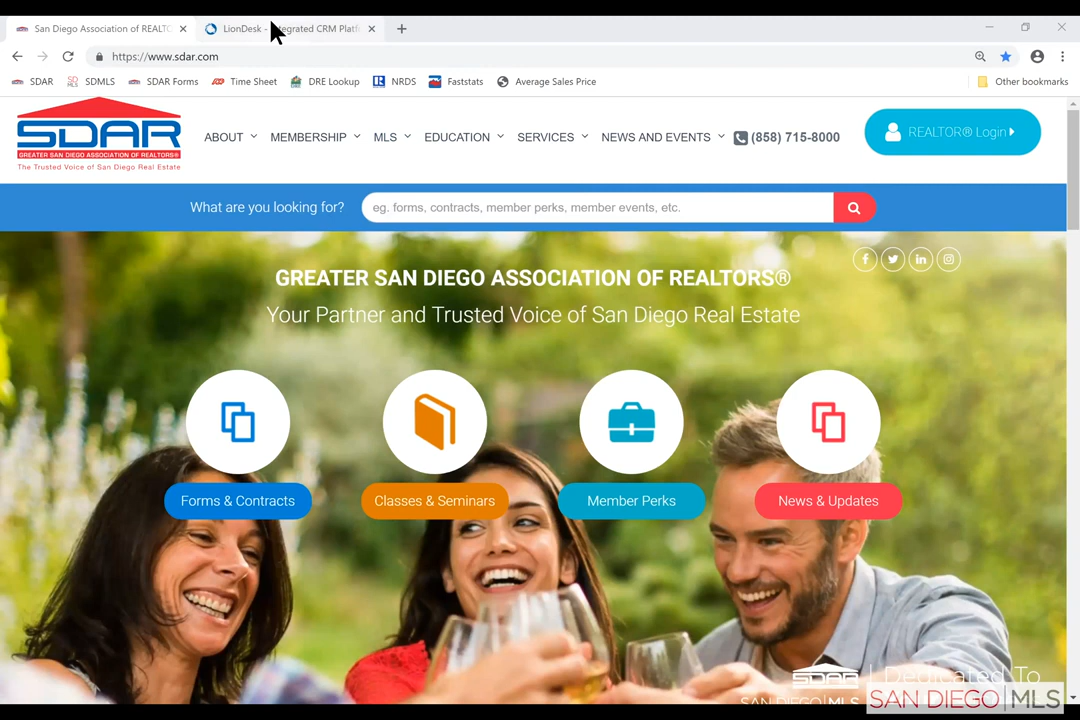 San Diego Association of REALTO
LionDesk - Integrated CRM Platf
https://www.sdar.com
SDAR
SDMLS
SDAR Forms
Time Sheet
DRE Lookup
NRDS
Faststats
Average Sales Price
Other bookmarks
SDAR
GREATER SAN DIEGO ASSOCIATION OF REALTORS®
The Trusted Voice of San Diego Real Estate
ABOUT
MEMBERSHIP
MLS
EDUCATION
SERVICES
NEWS AND EVENTS
(858) 715-8000
REALTOR® Login
What are you looking for?
eg. forms, contracts, member perks, member events, etc.
GREATER SAN DIEGO ASSOCIATION OF REALTORS®
Your Partner and Trusted Voice of San Diego Real Estate
Forms & Contracts
Classes & Seminars
Member Perks
News & Updates
SDAR
Dedicated To
SAN DIEGO|MLS
SAN DIEGO|MLS